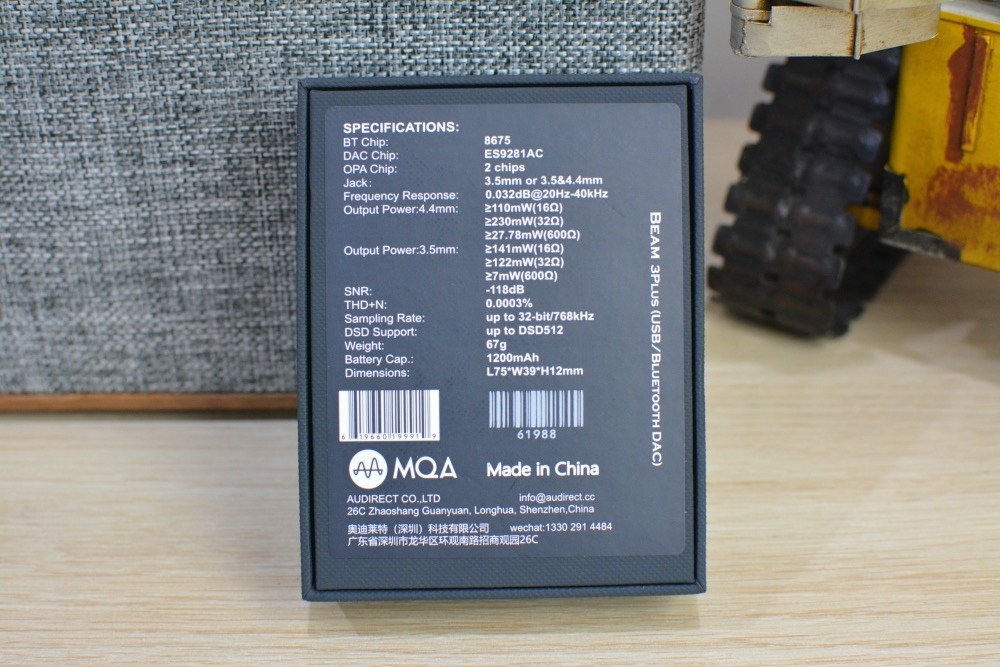 SPECIFICATIONS:
BT Chip: 8675
DAC Chip: ES9281AC
OPA Chip: 2 chips
Jack: 3.5mm or 3.5&4.4mm
Frequency Response: 0.032dB@20Hz-40kHz
Output Power:4.4mm: ≥110mW(16Ω)
≥230mW(32Ω)
≥27.78mW(600Ω)
Output Power:3.5mm: ≥141mW(16Ω)
≥122mW(32Ω)
≥7mW(600Ω)
SNR: -118dB
THD+N: 0.0003%
Sampling Rate: up to 32-bit/768kHz
DSD Support: up to DSD512
Weight: 67g
Battery Cap.: 1200mAh
Dimensions: L75*W39*H12mm
BEAM 3PLUS(USB/BLUETOOTH DAC)
6 19660 19991 9
61988
MQA Made in China
AUDIRECT CO.,LTD info@audirect.cc
26C Zhaoshang Guanyuan, Longhua, Shenzhen,China
奥迪莱特（深圳）科技有限公司 wechat:1330 291 4484
广东省深圳市龙华区环观南路招商观园26C